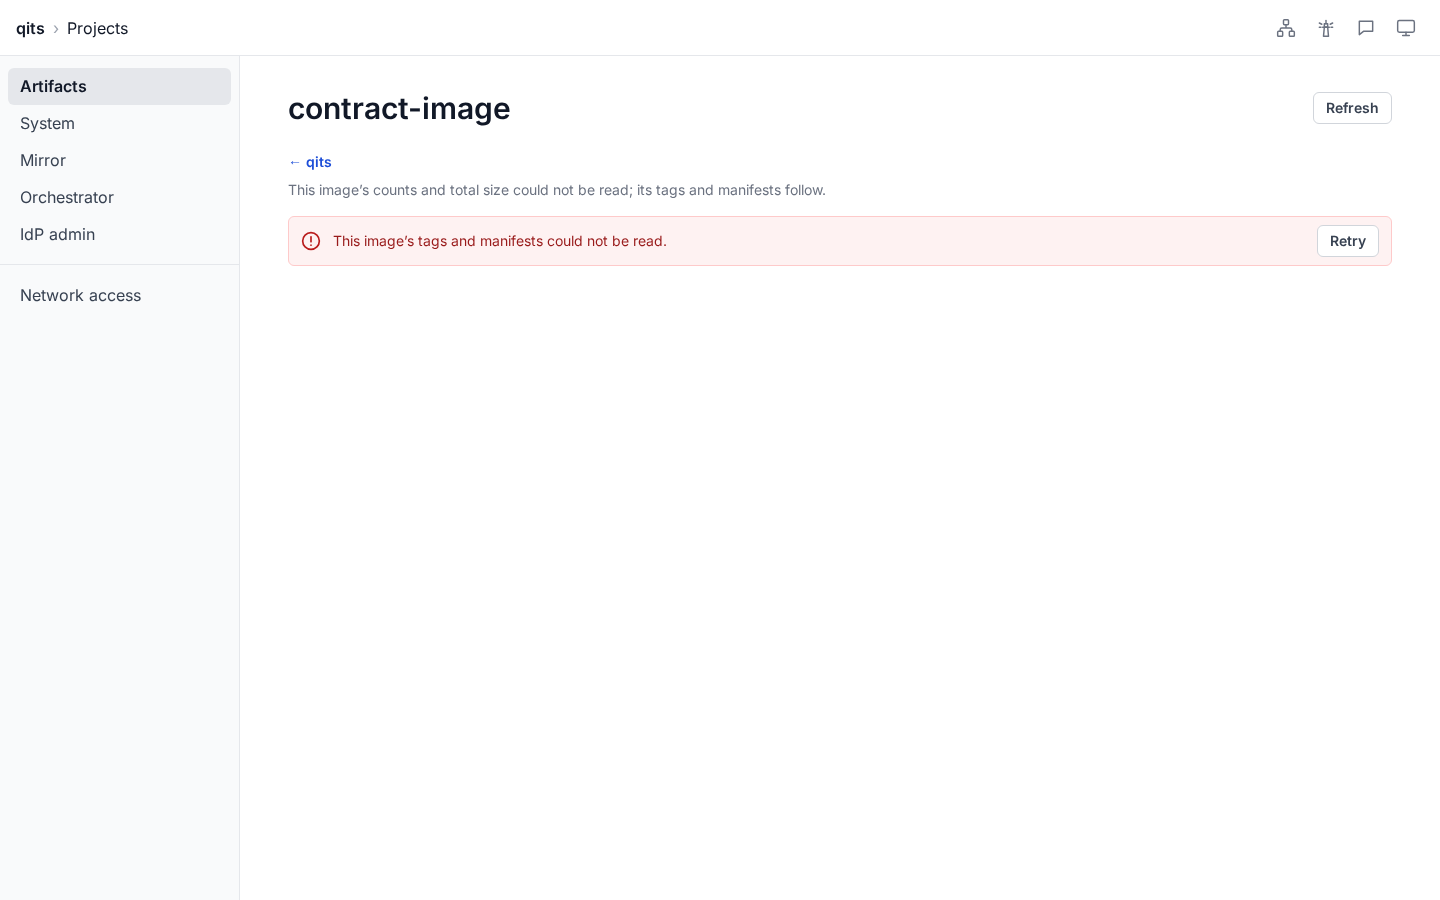 qits › Projects
Artifacts
System
Mirror
Orchestrator
IdP admin
Network access
contract-image
Refresh
← qits
This image’s counts and total size could not be read; its tags and manifests follow.
This image’s tags and manifests could not be read.
Retry